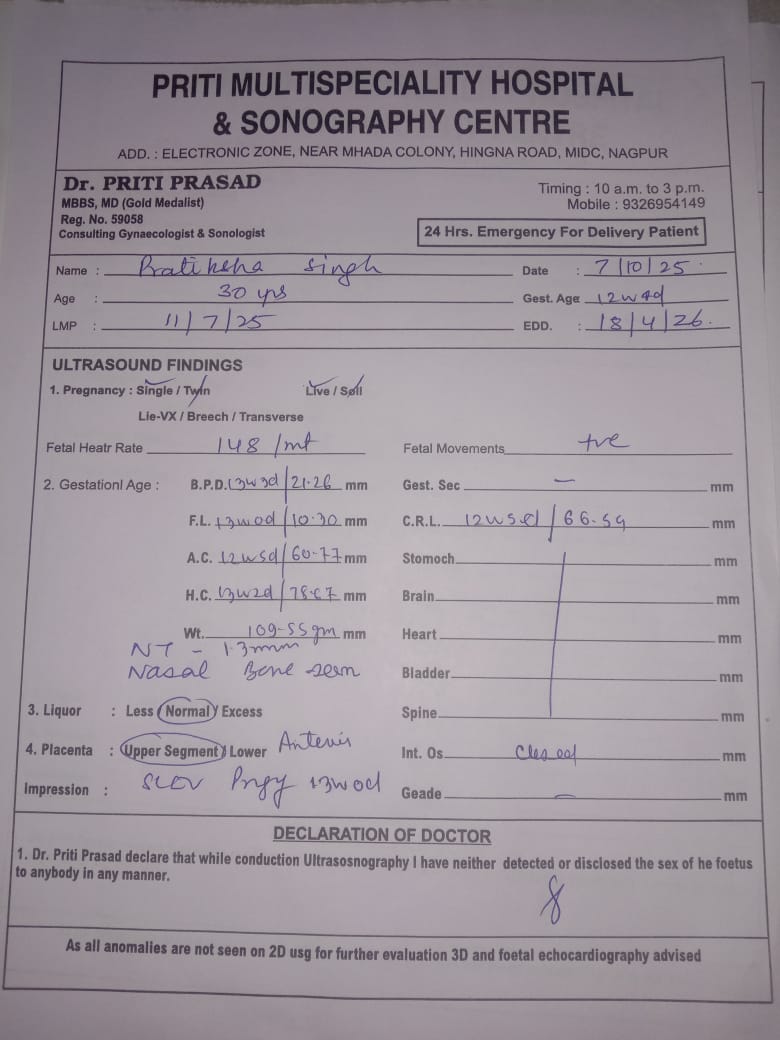 PRITI MULTISPECIALITY HOSPITAL
& SONOGRAPHY CENTRE
ADD. : ELECTRONIC ZONE, NEAR MHADA COLONY, HINGNA ROAD, MIDC, NAGPUR
Dr. PRITI PRASAD
MBBS, MD (Gold Medalist)
Reg. No. 59058
Consulting Gynaecologist & Sonologist
Timing : 10 a.m. to 3 p.m.
Mobile : 9326954149
24 Hrs. Emergency For Delivery Patient
Name : Pratiksha Singh Date : 7/10/25
Age : 30 yrs Gest. Age : 12w4d
LMP : 11/7/25 EDD. : 18/4/26.
ULTRASOUND FINDINGS
1. Pregnancy : Single / Twin Live / Soll
Lie-VX / Breech / Transverse
Fetal Heatr Rate 148 /mt Fetal Movements +ve
2. Gestationl Age : B.P.D. 13w3d/21.26 mm Gest. Sec — mm
F.L. 13w0d/10.30 mm C.R.L. 12w5d/66.59 mm
A.C. 12w5d/60.77 mm Stomoch mm
H.C. 13w2d/78.67 mm Brain mm
Wt. 109.55gm mm Heart mm
NT - 1.3mm
Nasal Bone seen Bladder mm
3. Liquor : Less / Normal / Excess Spine mm
4. Placenta : Upper Segment / Lower Int. Os Closed mm
Impression : 13w0d Geade — mm
DECLARATION OF DOCTOR
1. Dr. Priti Prasad declare that while conduction Ultrasosnography I have neither detected or disclosed the sex of he foetus
to anybody in any manner.
As all anomalies are not seen on 2D usg for further evaluation 3D and foetal echocardiography advised